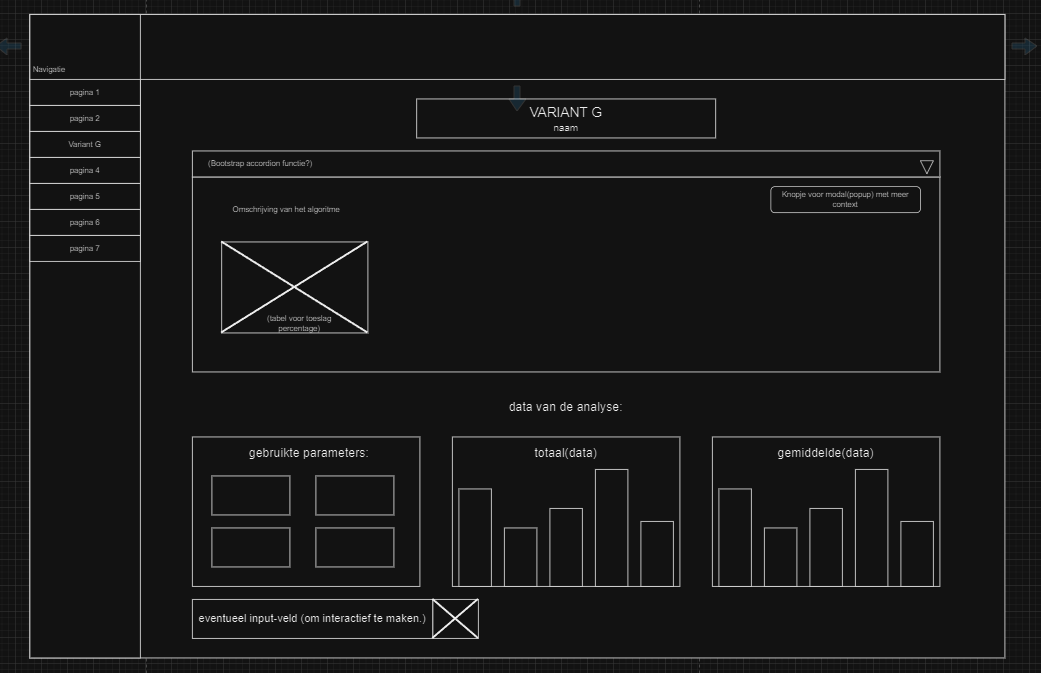 Navigatie
pagina 1
pagina 2
Variant G
pagina 4
pagina 5
pagina 6
pagina 7
VARIANT G
naam
(Bootstrap accordion functie?)
Knopje voor modal(popup) met meer
context
Omschrijving van het algoritme
(tabel voor toeslag
percentage)
data van de analyse:
gebruikte parameters:
totaal(data)
gemiddelde(data)
eventueel input-veld (om interactief te maken.)